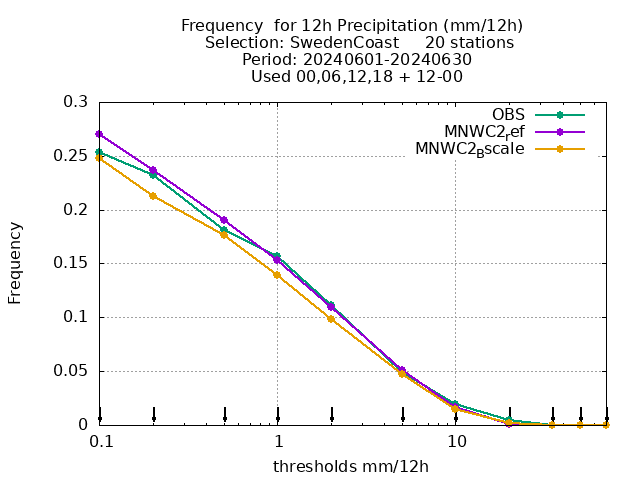 Frequency  for 12h Precipitation (mm/12h)
Selection: SwedenCoast     20 stations
Period: 20240601-20240630
Used 00,06,12,18 + 12-00
OBS
MNWC2ref
MNWC2Bscale
0.3
0.25
0.2
0.15
0.1
0.05
0
Frequency
0.1
1
10
thresholds mm/12h